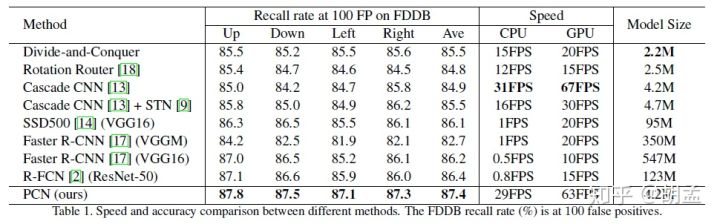 Method Recall rate at 100 FP on FDDB Speed Model Size
Up Down Left Right Ave CPU GPU
Divide-and-Conquer 85.5 85.2 85.5 85.6 85.5 15FPS 20FPS 2.2M
Rotation Router [18] 85.4 84.7 84.6 84.5 84.8 12FPS 15FPS 2.5M
Cascade CNN [13] 85.0 84.2 84.7 85.8 84.9 31FPS 67FPS 4.2M
Cascade CNN [13] + STN [9] 85.8 85.0 84.9 86.2 85.5 16FPS 30FPS 4.7M
SSD500 [14] (VGG16) 86.3 86.5 85.5 86.1 86.1 1FPS 20FPS 95M
Faster R-CNN [17] (VGGM) 84.2 82.5 81.9 82.1 82.7 1FPS 20FPS 350M
Faster R-CNN [17] (VGG16) 87.0 86.5 85.2 86.1 86.2 0.5FPS 10FPS 547M
R-FCN [2] (ResNet-50) 87.1 86.6 85.9 86.0 86.4 0.8FPS 15FPS 123M
PCN (ours) 87.8 87.5 87.1 87.3 87.4 29FPS 63FPS
知乎 @胡孟
Table 1. Speed and accuracy comparison between different methods. The FDDB recall rate (%) is at 100 false positives.